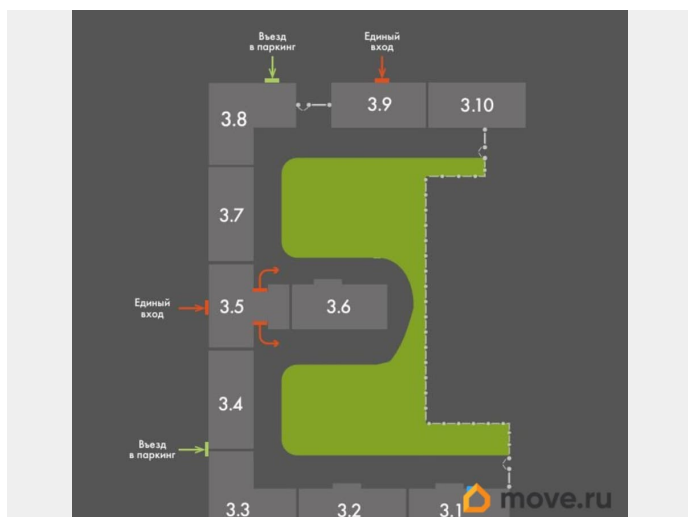 Въезд
в паркинг
Единый
вход
3.8
3.9
3.10
3.7
Единый
вход
3.5
3.6
3.4
Въезд
в паркинг
3.3
3.2
3.1
move.ru